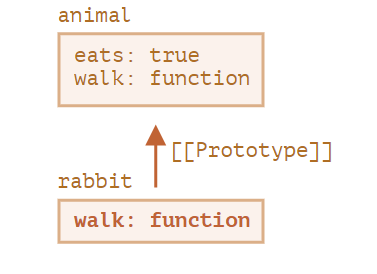 animal
eats: true
walk: function
[[Prototype]]
rabbit
walk: function